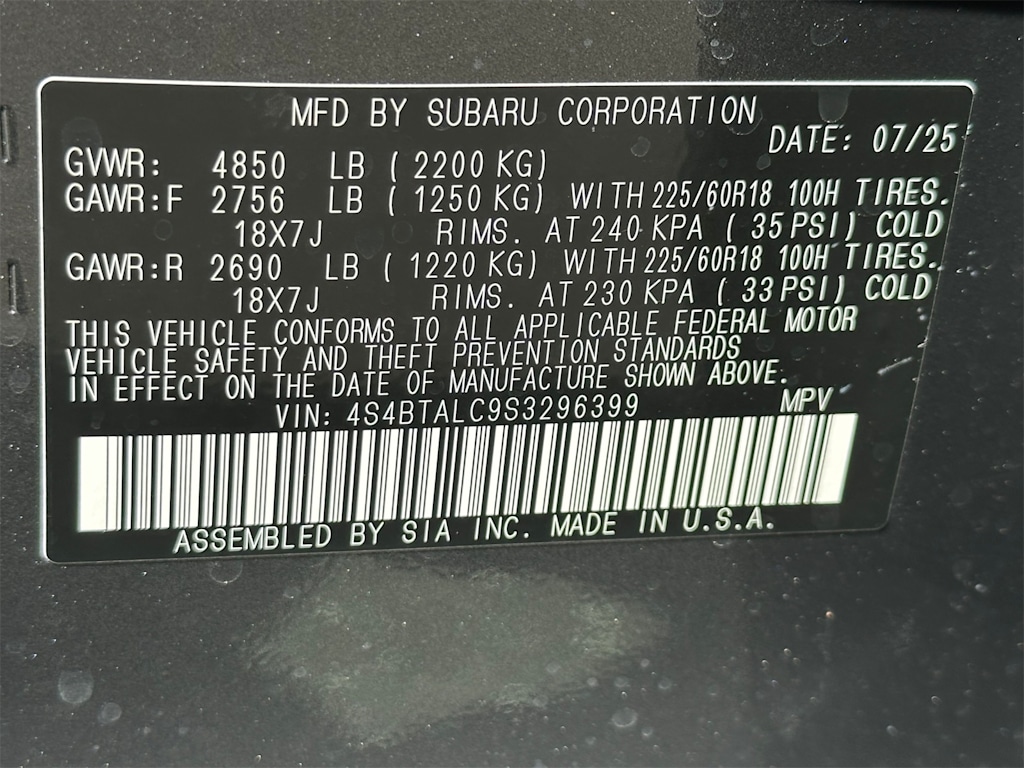 MFD BY SUBARU CORPORATION
DATE: 07/25
GVWR: 4850 LB ( 2200 KG)
GAWR:F 2756 LB ( 1250 KG) WITH 225/60R18 100H TIRES.
18X7J RIMS. AT 240 KPA ( 35 PSI) COLD
GAWR:R 2690 LB ( 1220 KG) WITH 225/60R18 100H TIRES.
18X7J RIMS. AT 230 KPA ( 33 PSI) COLD
THIS VEHICLE CONFORMS TO ALL APPLICABLE FEDERAL MOTOR
VEHICLE SAFETY AND THEFT PREVENTION STANDARDS
IN EFFECT ON THE DATE OF MANUFACTURE SHOWN ABOVE.
VIN: 4S4BTALC9S3296399 MPV
ASSEMBLED BY SIA INC. MADE IN U.S.A.